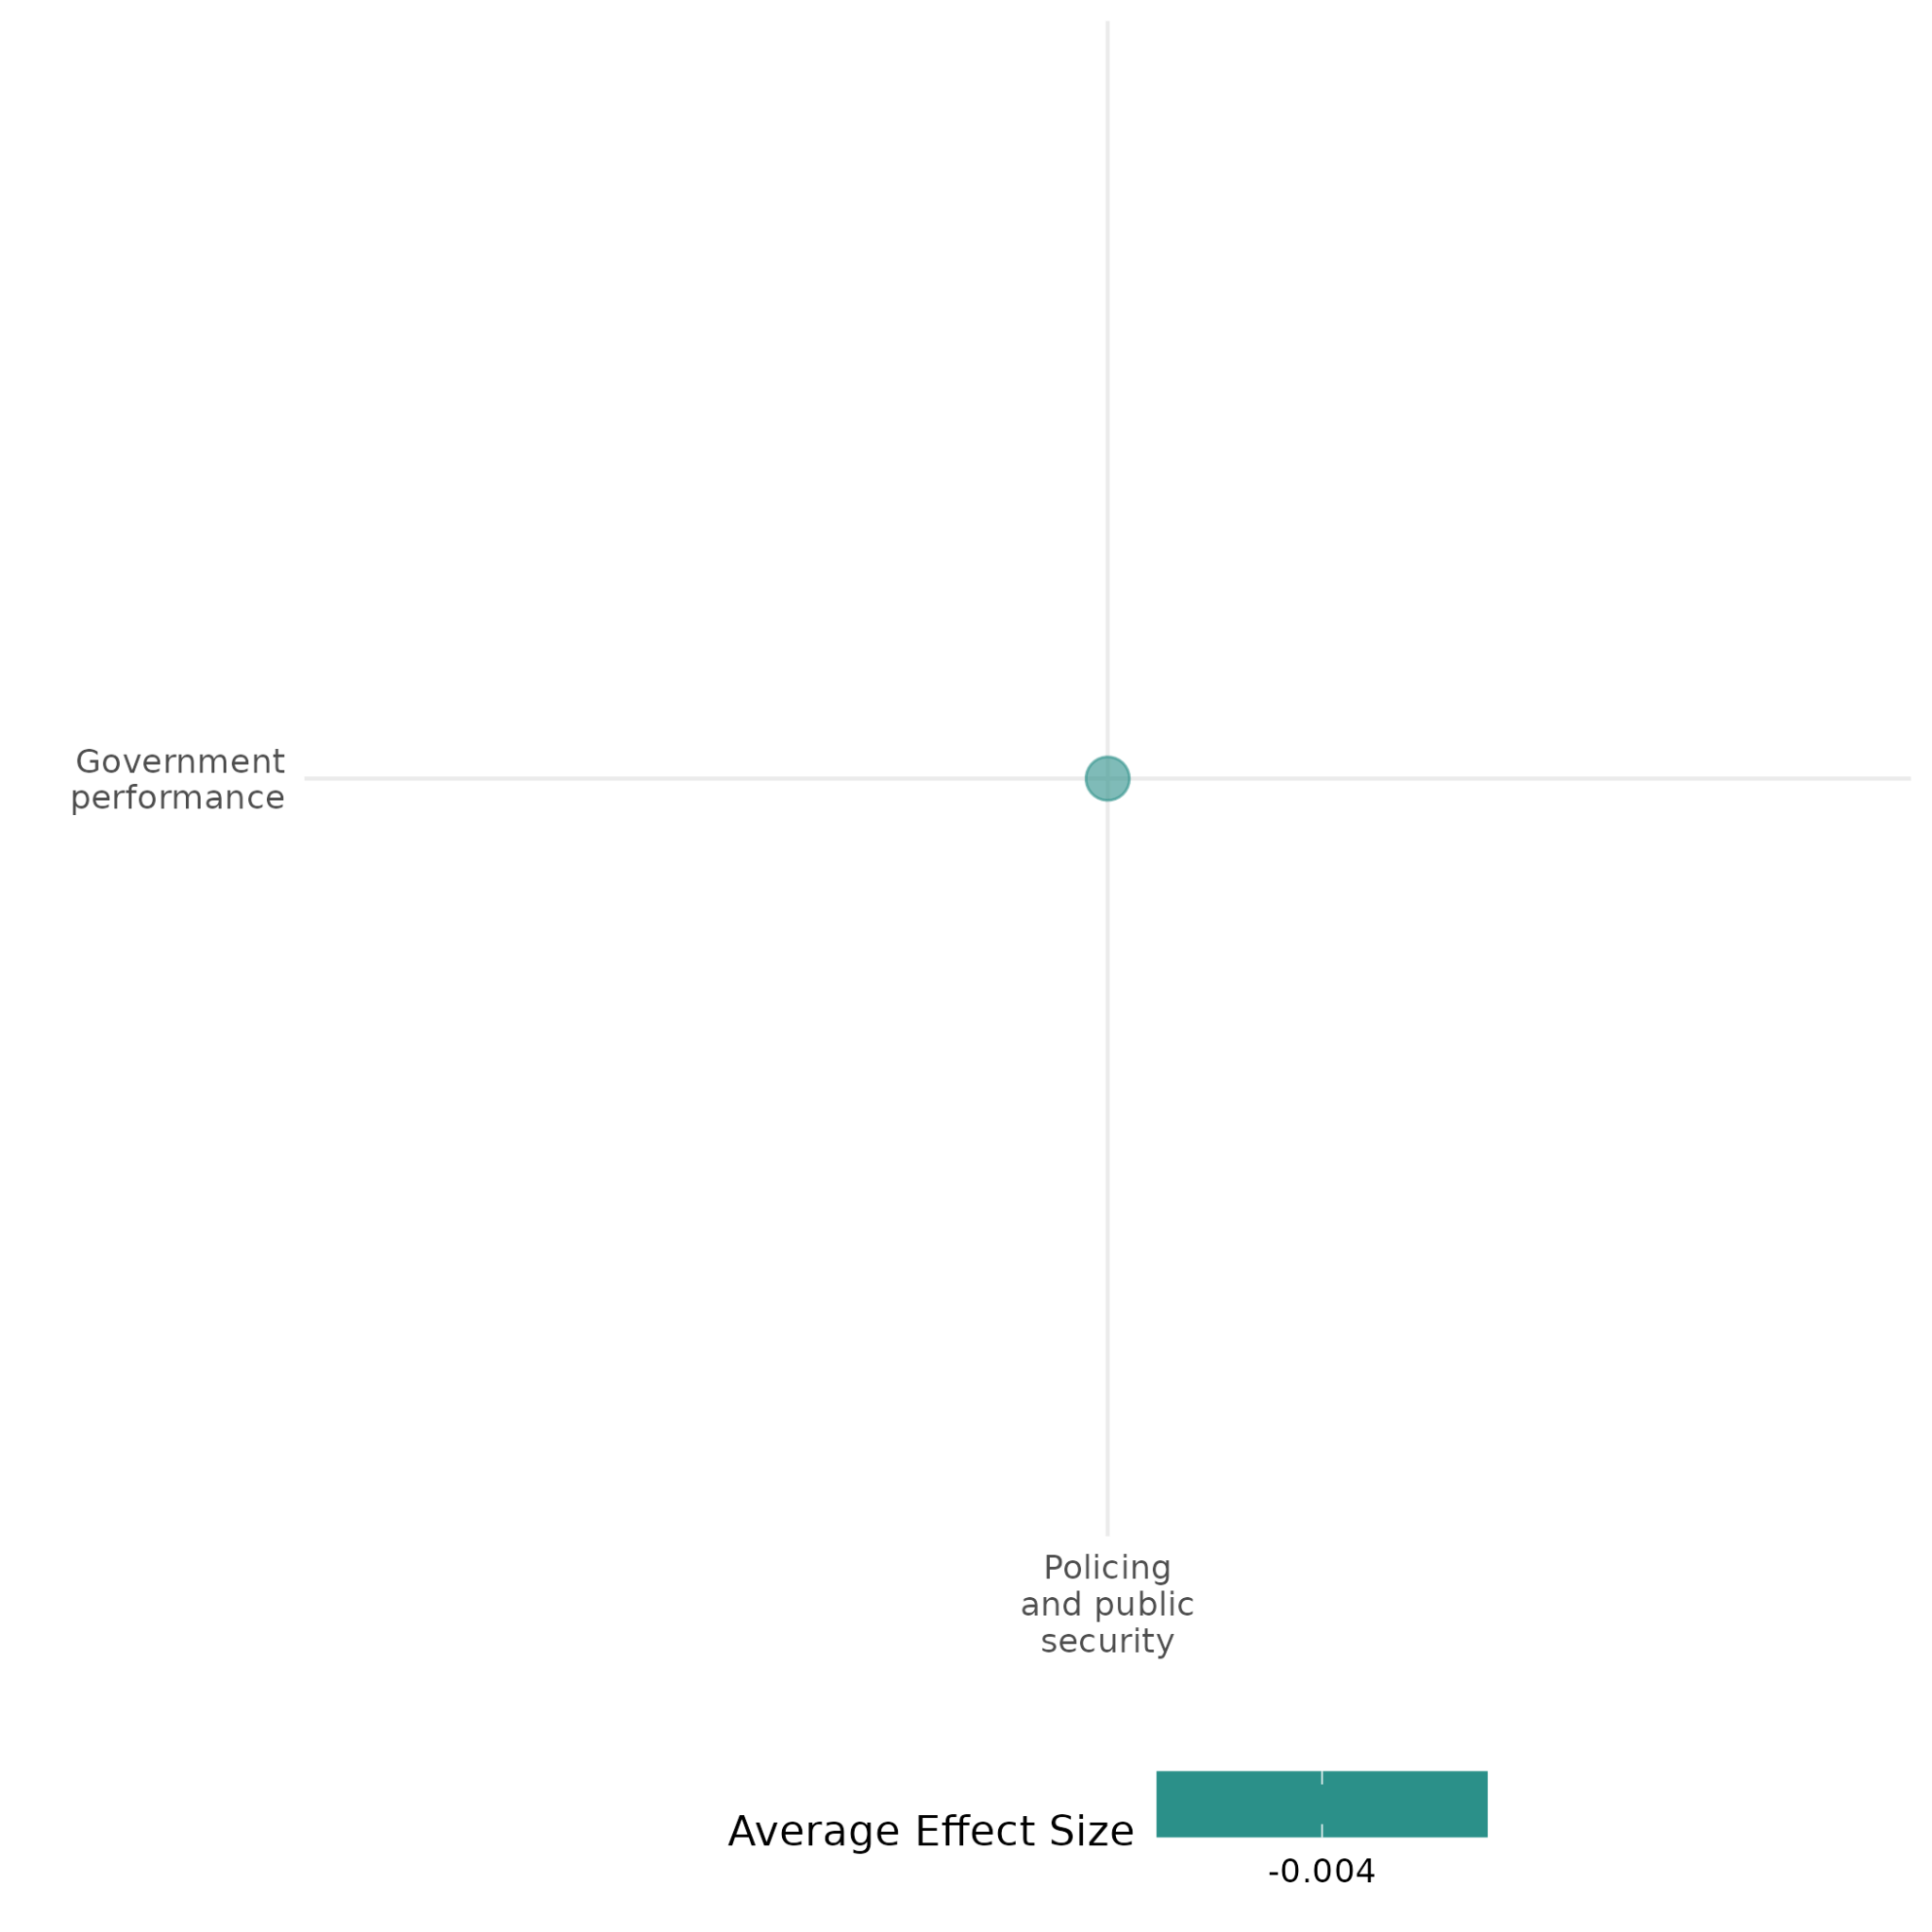 Government
performance
Policing
and public
security
Average Effect Size
-0.004